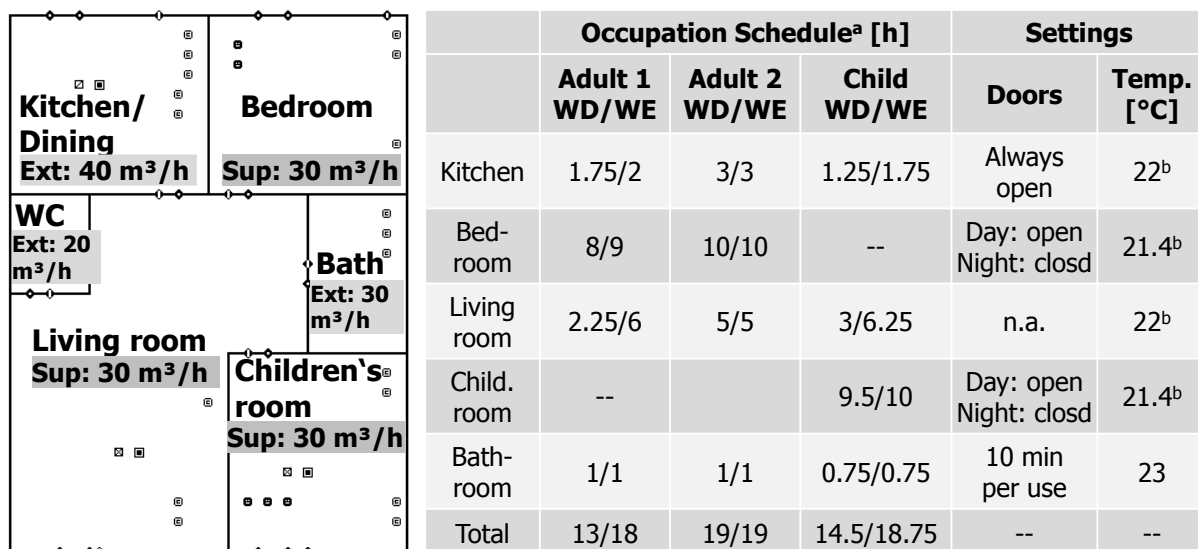 Kitchen/
Dining
Ext: 40 m³/h
Bedroom
Sup: 30 m³/h
WC
Ext: 20
m³/h
Bath
Ext: 30
m³/h
Living room
Sup: 30 m³/h
Children‘s
room
Sup: 30 m³/h
Occupation Scheduleᵃ [h] Settings
Adult 1 WD/WE Adult 2 WD/WE Child WD/WE Doors Temp. [°C]
Kitchen 1.75/2 3/3 1.25/1.75 Always open 22ᵇ
Bed-room 8/9 10/10 -- Day: open Night: closd 21.4ᵇ
Living room 2.25/6 5/5 3/6.25 n.a. 22ᵇ
Child. room -- 9.5/10 Day: open Night: closd 21.4ᵇ
Bath-room 1/1 1/1 0.75/0.75 10 min per use 23
Total 13/18 19/19 14.5/18.75 -- --